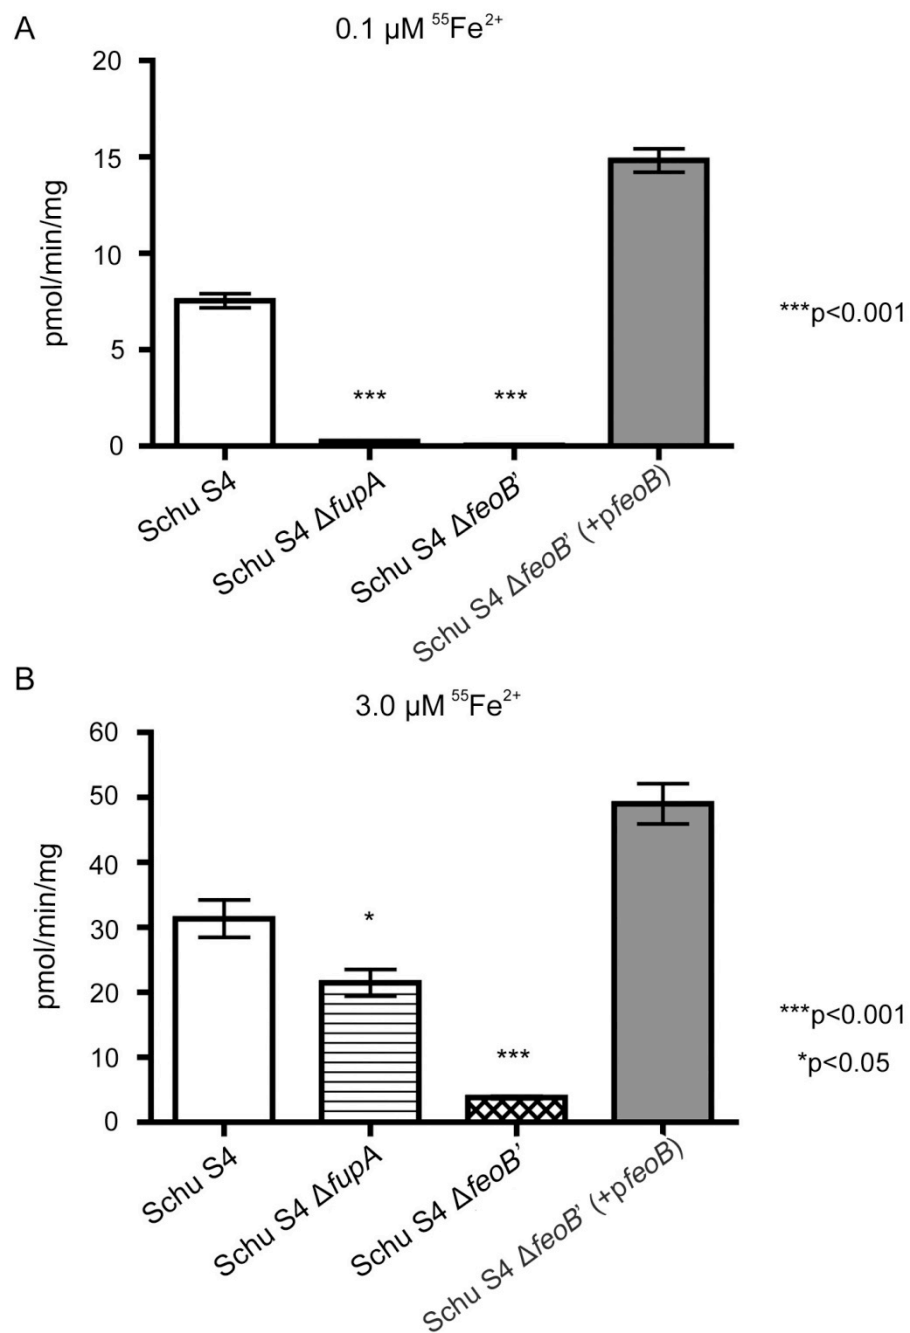 A
0.1 µM ⁵⁵Fe²⁺
20
15
10
5
0
pmol/min/mg
***
***
***p<0.001
Schu S4
Schu S4 ΔfupA
Schu S4 ΔfeoB'
Schu S4 ΔfeoB' (+pfeoB)
B
3.0 µM ⁵⁵Fe²⁺
60
50
40
30
20
10
0
pmol/min/mg
*
***
***p<0.001
*p<0.05
Schu S4
Schu S4 ΔfupA
Schu S4 ΔfeoB'
Schu S4 ΔfeoB' (+pfeoB)